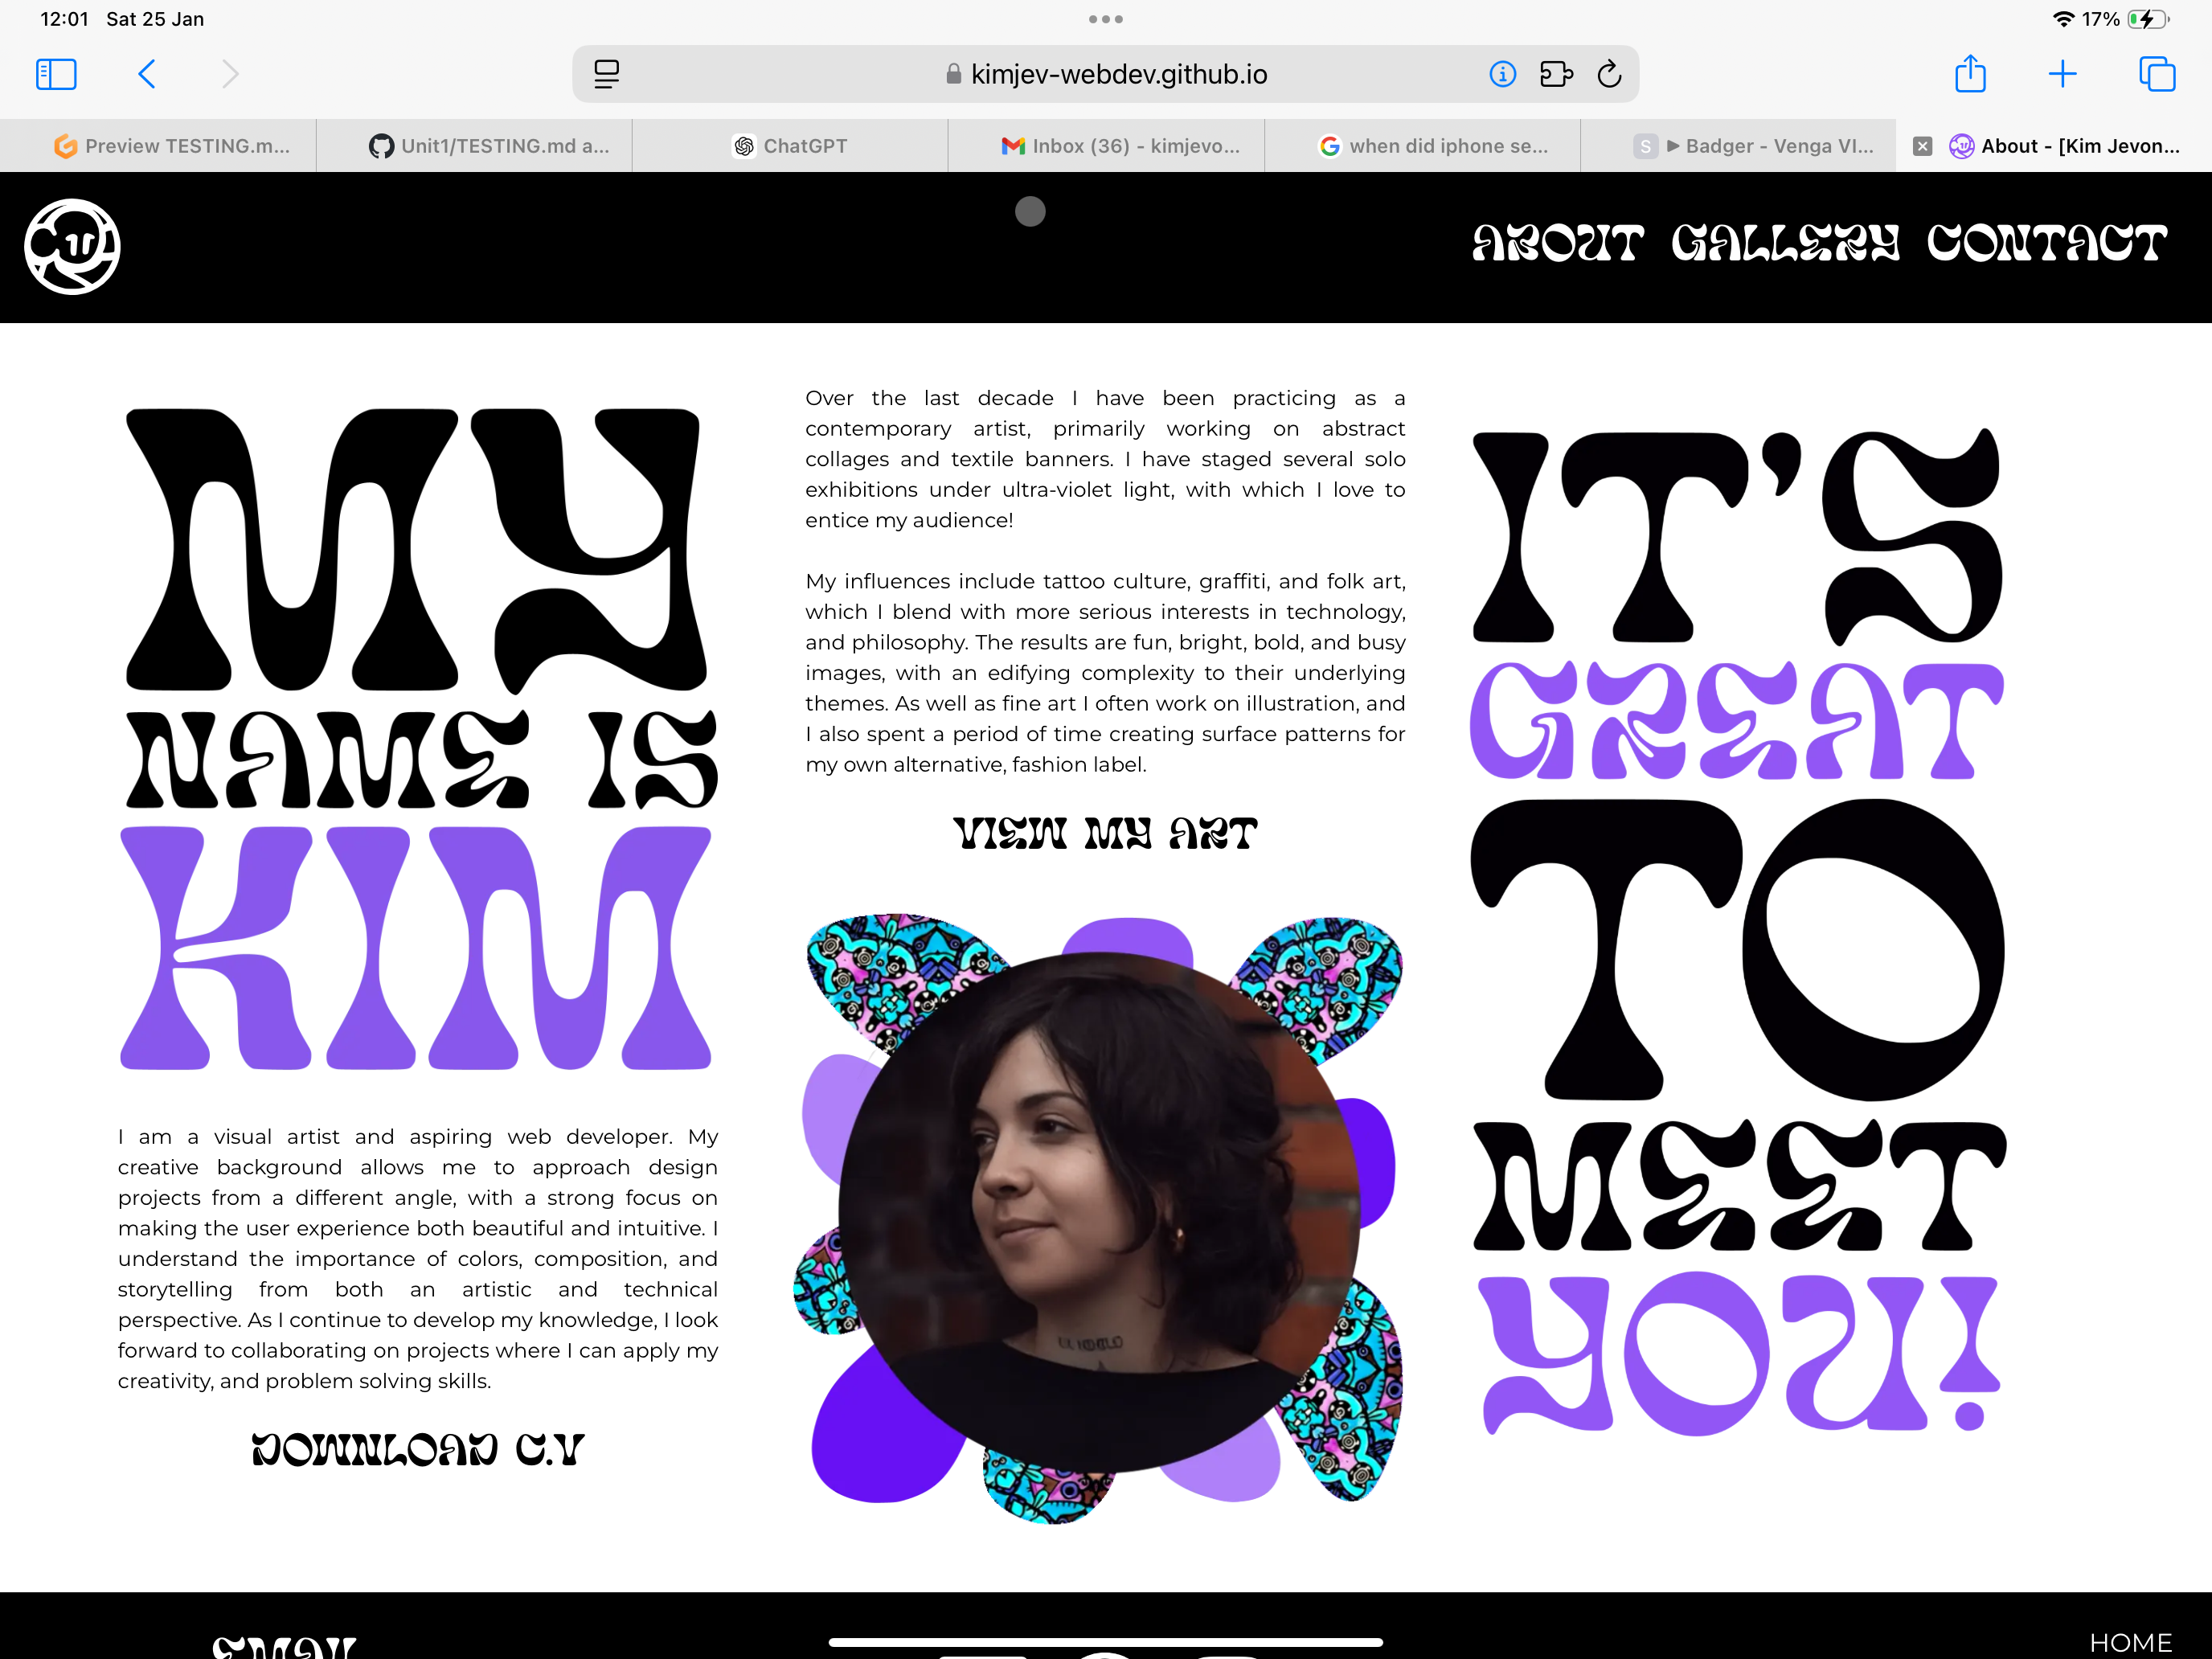 12:01 Sat 25 Jan
17%
kimjev-webdev.github.io
Preview TESTING.m...
Unit1/TESTING.md a...
ChatGPT
Inbox (36) - kimjevo...
when did iphone se...
S
Badger - Venga VI...
About - [Kim Jevon...
ABOUT GALLERY CONTACT
MY
NAME IS
KIM
I am a visual artist and aspiring web developer. My
creative background allows me to approach design
projects from a different angle, with a strong focus on
making the user experience both beautiful and intuitive. I
understand the importance of colors, composition, and
storytelling from both an artistic and technical
perspective. As I continue to develop my knowledge, I look
forward to collaborating on projects where I can apply my
creativity, and problem solving skills.
DOWNLOAD C.V
Over the last decade I have been practicing as a
contemporary artist, primarily working on abstract
collages and textile banners. I have staged several solo
exhibitions under ultra-violet light, with which I love to
entice my audience!
My influences include tattoo culture, graffiti, and folk art,
which I blend with more serious interests in technology,
and philosophy. The results are fun, bright, bold, and busy
images, with an edifying complexity to their underlying
themes. As well as fine art I often work on illustration, and
I also spent a period of time creating surface patterns for
my own alternative, fashion label.
VIEW MY ART
IT'S
GREAT
TO
MEET
YOU!
HOME